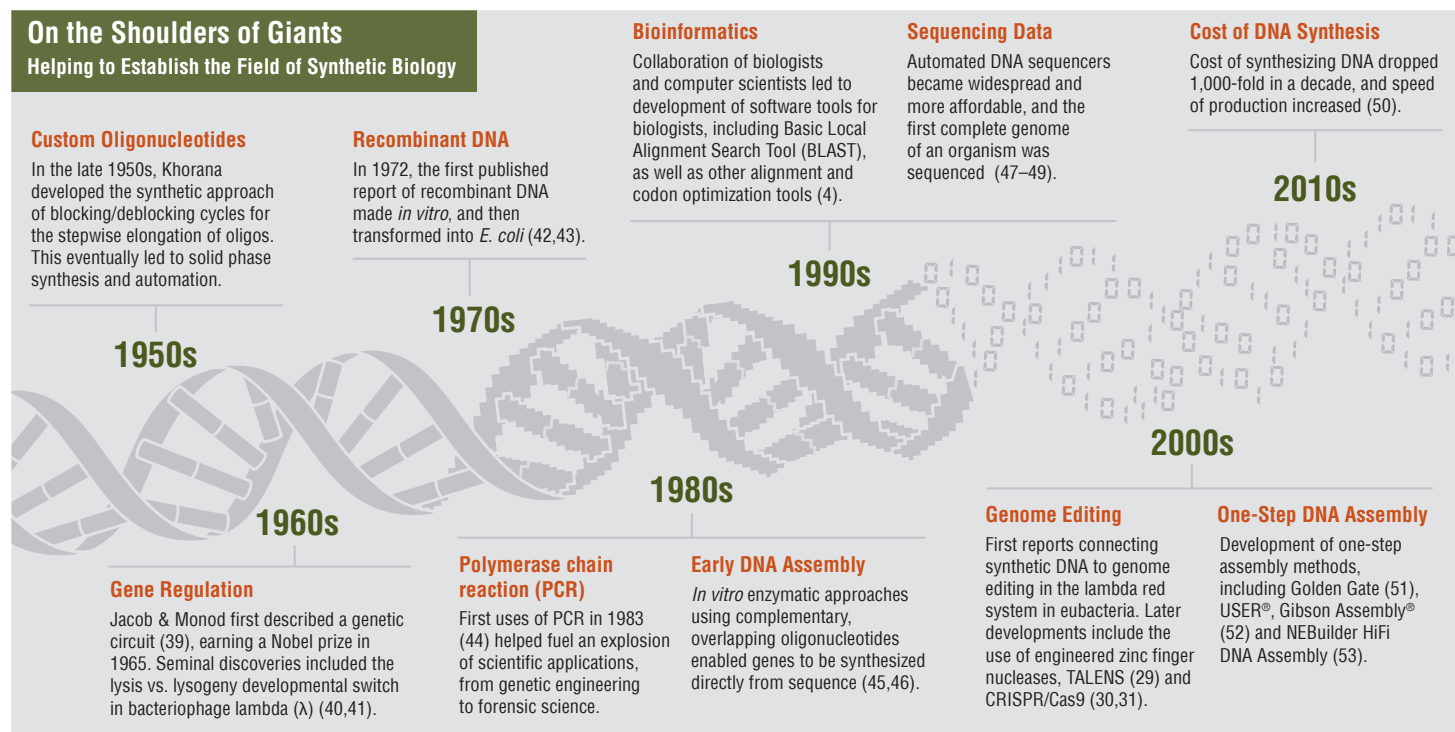 On the Shoulders of Giants
Helping to Establish the Field of Synthetic Biology
Custom Oligonucleotides
In the late 1950s, Khorana
developed the synthetic approach
of blocking/deblocking cycles for
the stepwise elongation of oligos.
This eventually led to solid phase
synthesis and automation.
1950s
1960s
Gene Regulation
Jacob & Monod first described a genetic
circuit (39), earning a Nobel prize in
1965. Seminal discoveries included the
lysis vs. lysogeny developmental switch
in bacteriophage lambda (λ) (40,41).
Recombinant DNA
In 1972, the first published
report of recombinant DNA
made in vitro, and then
transformed into E. coli (42,43).
1970s
1980s
Polymerase chain
reaction (PCR)
First uses of PCR in 1983
(44) helped fuel an explosion
of scientific applications,
from genetic engineering
to forensic science.
Early DNA Assembly
In vitro enzymatic approaches
using complementary,
overlapping oligonucleotides
enabled genes to be synthesized
directly from sequence (45,46).
Bioinformatics
Collaboration of biologists
and computer scientists led to
development of software tools for
biologists, including Basic Local
Alignment Search Tool (BLAST),
as well as other alignment and
codon optimization tools (4).
Sequencing Data
Automated DNA sequencers
became widespread and
more affordable, and the
first complete genome
of an organism was
sequenced (47–49).
1990s
2000s
Genome Editing
First reports connecting
synthetic DNA to genome
editing in the lambda red
system in eubacteria. Later
developments include the
use of engineered zinc finger
nucleases, TALENS (29) and
CRISPR/Cas9 (30,31).
One-Step DNA Assembly
Development of one-step
assembly methods,
including Golden Gate (51),
USER®, Gibson Assembly®
(52) and NEBuilder HiFi
DNA Assembly (53).
Cost of DNA Synthesis
Cost of synthesizing DNA dropped
1,000-fold in a decade, and speed
of production increased (50).
2010s